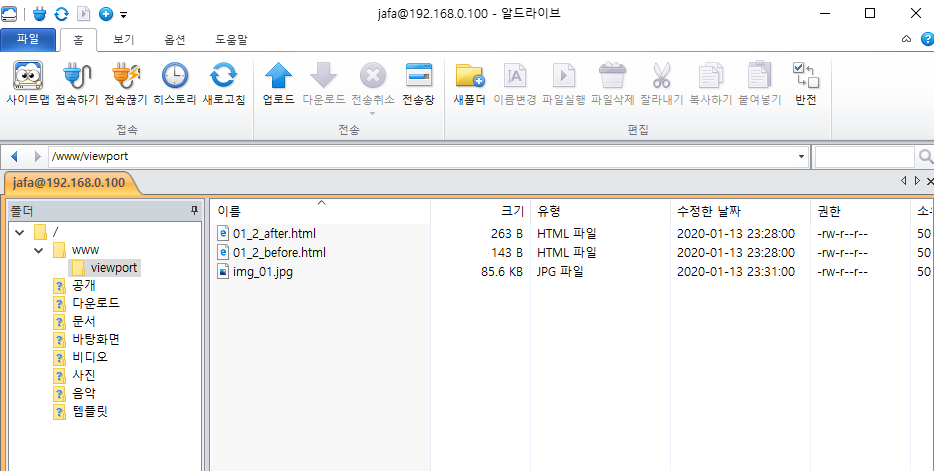 jafa@192.168.0.100 - 알드라이브
파일 홈 보기 옵션 도움말
사이트맵 접속하기 접속끊기 히스토리 새로고침 업로드 다운로드 전송취소 전송창 새폴더 이름변경 파일실행 파일삭제 잘라내기 복사하기 붙여넣기 반전
접속 전송 편집
/www/viewport
jafa@192.168.0.100
폴더
/
www
viewport
공개
다운로드
문서
바탕화면
비디오
사진
음악
템플릿
이름 크기 유형 수정한 날짜 권한
01_2_after.html 263 B HTML 파일 2020-01-13 23:28:00 -rw-r--r-- 50
01_2_before.html 143 B HTML 파일 2020-01-13 23:28:00 -rw-r--r-- 50
img_01.jpg 85.6 KB JPG 파일 2020-01-13 23:31:00 -rw-r--r-- 50